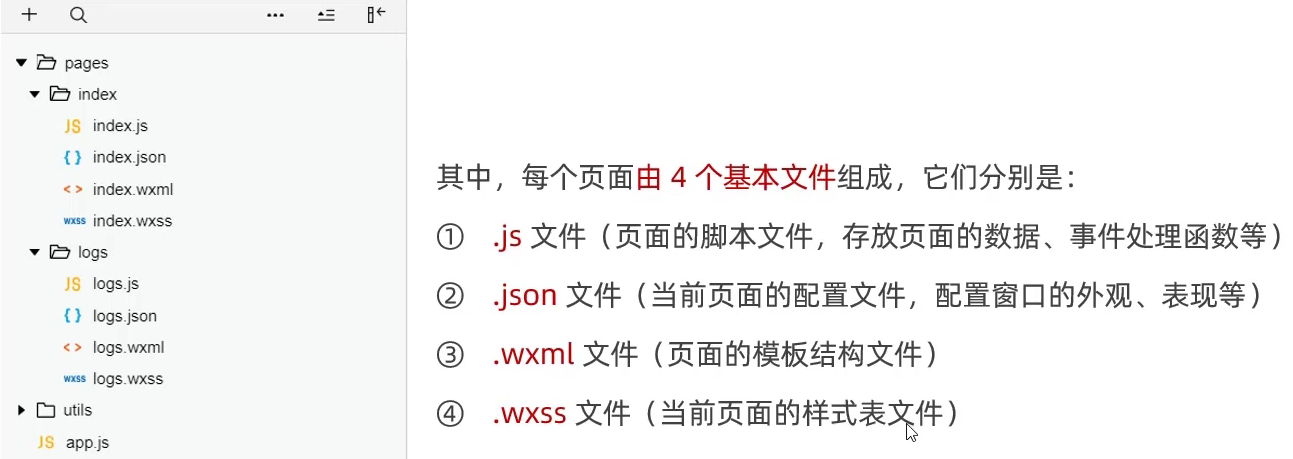 pages
index
JS index.js
{ } index.json
< > index.wxml
wxss index.wxss
logs
JS logs.js
{ } logs.json
< > logs.wxml
wxss logs.wxss
utils
JS app.js
其中，每个页面由 4 个基本文件组成，它们分别是：
① .js 文件（页面的脚本文件，存放页面的数据、事件处理函数等）
② .json 文件（当前页面的配置文件，配置窗口的外观、表现等）
③ .wxml 文件（页面的模板结构文件）
④ .wxss 文件（当前页面的样式表文件）